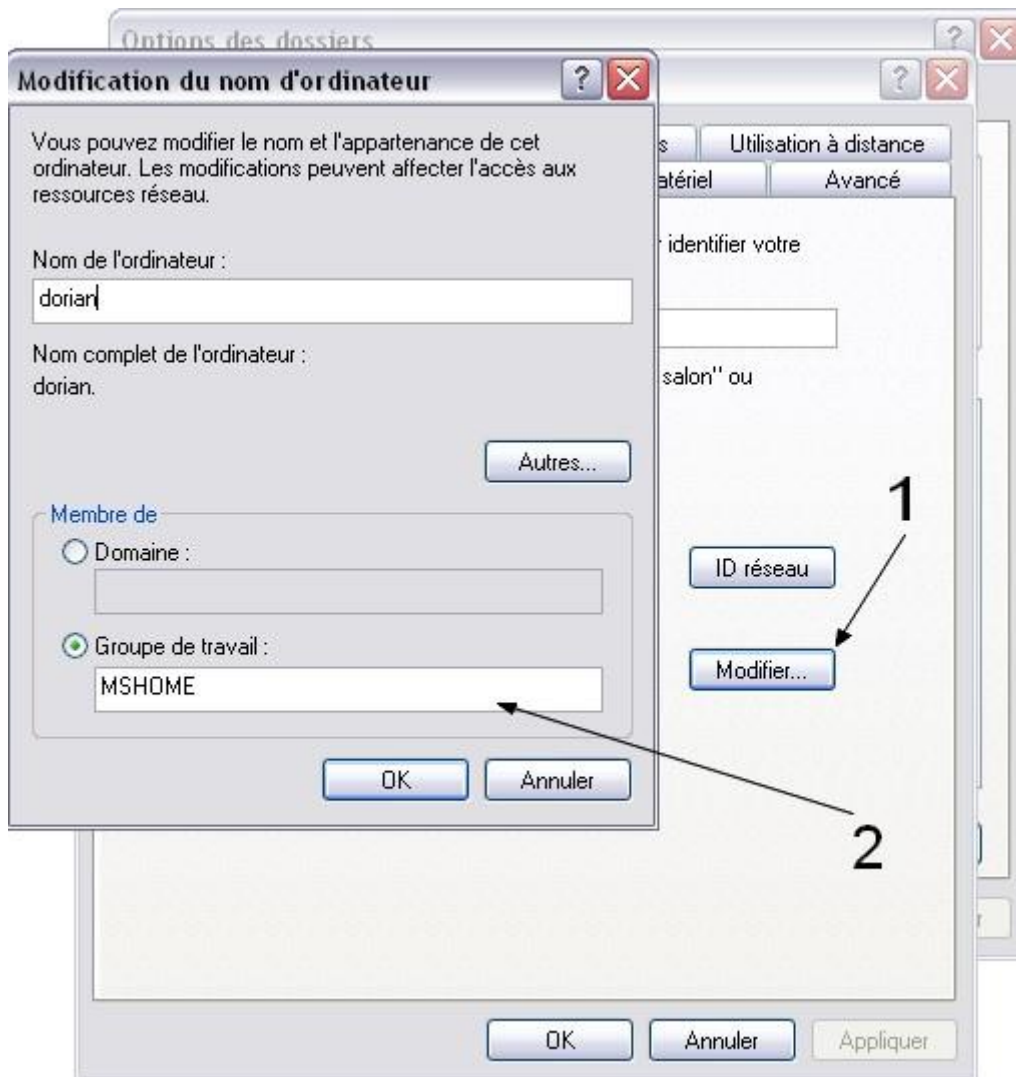 Options des dossiers
Modification du nom d'ordinateur
Vous pouvez modifier le nom et l'appartenance de cet
ordinateur. Les modifications peuvent affecter l'accès aux
ressources réseau.
Nom de l'ordinateur :
dorian
Nom complet de l'ordinateur :
dorian.
Autres...
Membre de
Domaine :
Groupe de travail :
MSHOME
OK
Annuler
Utilisation à distance
Avancé
identifier votre
salon" ou
1
ID réseau
Modifier...
2
OK
Annuler
Appliquer